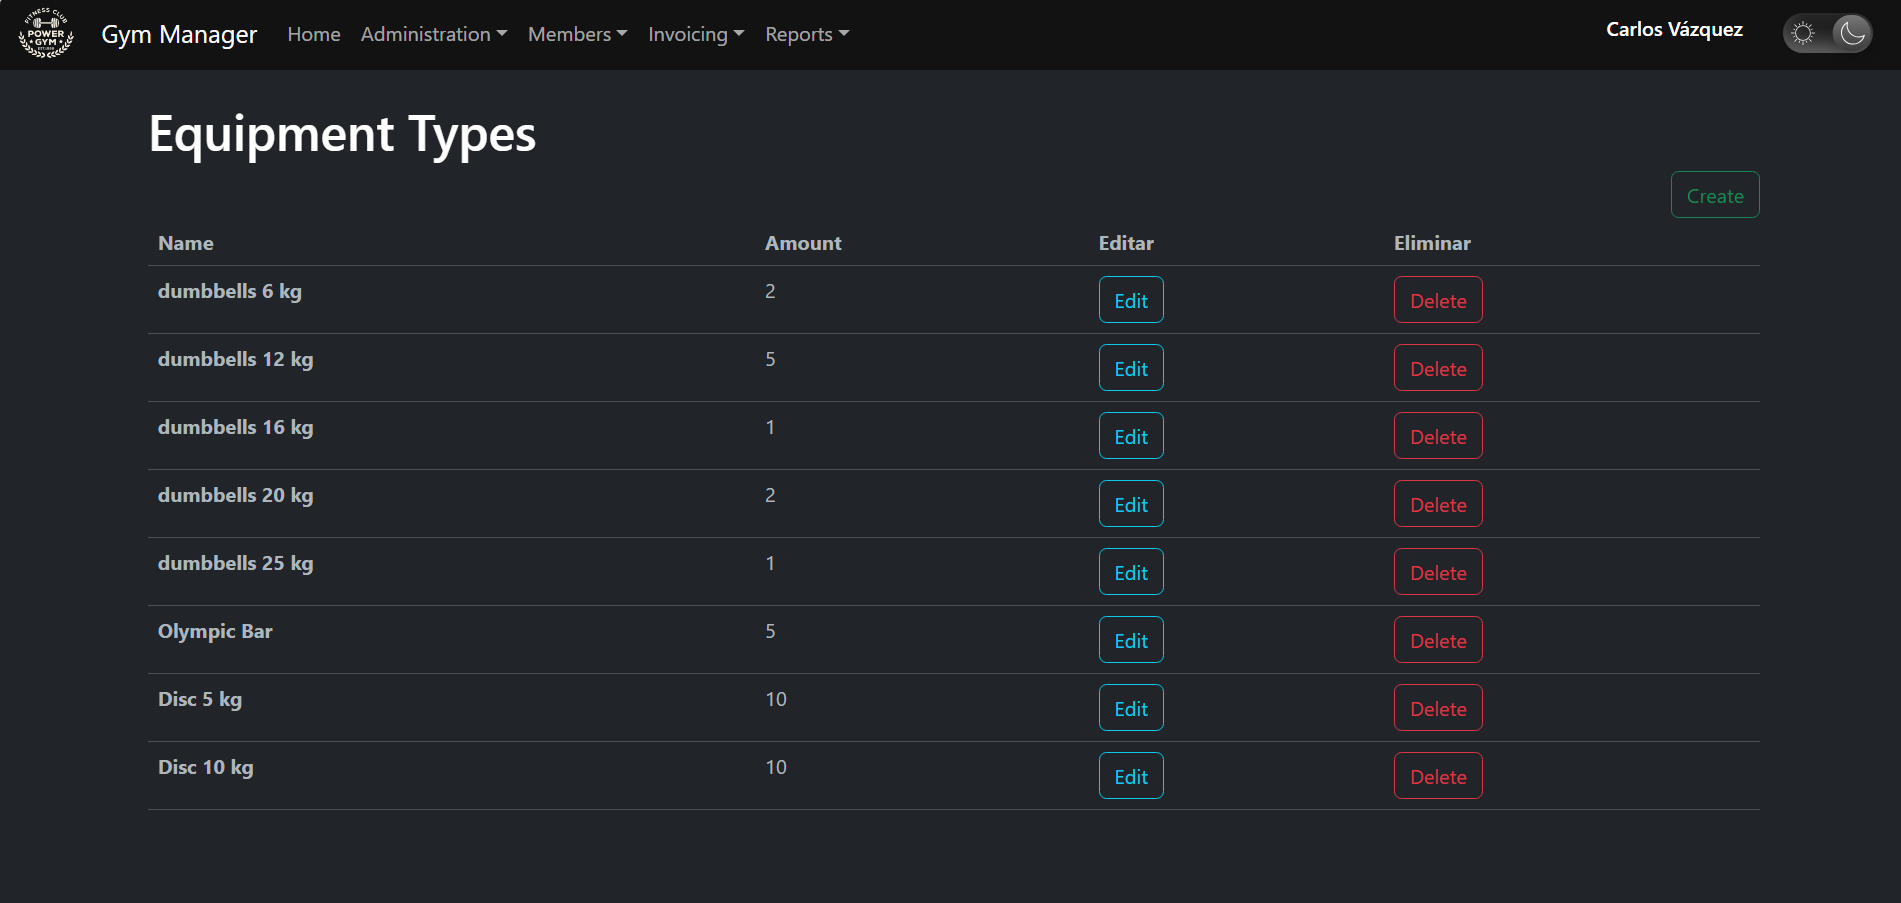 FITNESS CLUB
POWER
GYM
Gym Manager Home Administration Members Invoicing Reports Carlos Vázquez
Equipment Types
Create
Name Amount Editar Eliminar
dumbbells 6 kg 2 Edit Delete
dumbbells 12 kg 5 Edit Delete
dumbbells 16 kg 1 Edit Delete
dumbbells 20 kg 2 Edit Delete
dumbbells 25 kg 1 Edit Delete
Olympic Bar 5 Edit Delete
Disc 5 kg 10 Edit Delete
Disc 10 kg 10 Edit Delete